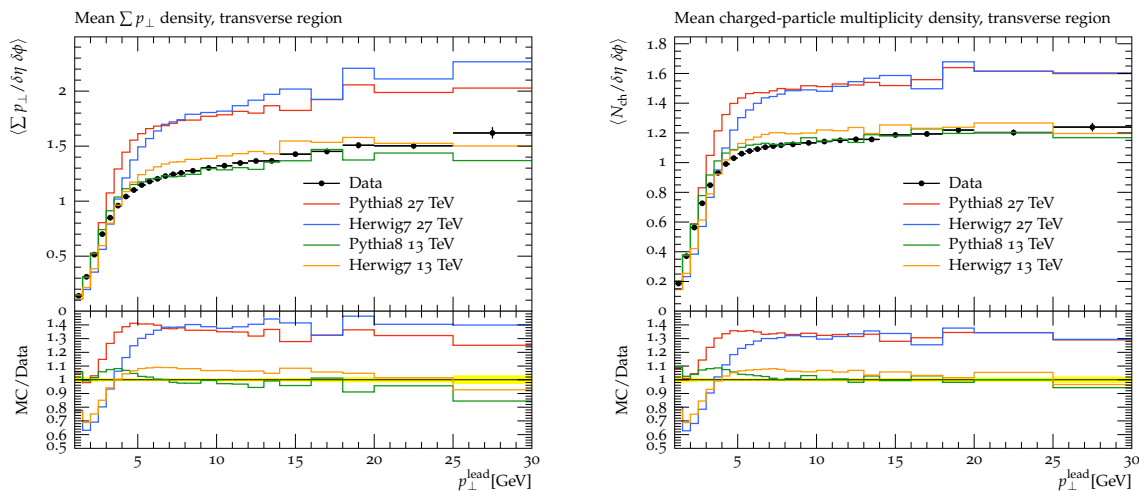 Mean ∑ p⊥ density, transverse region
⟨∑ p⊥/δη δϕ⟩
2
1.5
1
0.5
0
Data
Pythia8 27 TeV
Herwig7 27 TeV
Pythia8 13 TeV
Herwig7 13 TeV
MC/Data
1.4
1.3
1.2
1.1
1
0.9
0.8
0.7
0.6
0.5
5 10 15 20 25 30
p⊥^lead[GeV]
Mean charged-particle multiplicity density, transverse region
⟨Nch/δη δϕ⟩
1.8
1.6
1.4
1.2
1
0.8
0.6
0.4
0.2
0
Data
Pythia8 27 TeV
Herwig7 27 TeV
Pythia8 13 TeV
Herwig7 13 TeV
MC/Data
1.4
1.3
1.2
1.1
1
0.9
0.8
0.7
0.6
0.5
5 10 15 20 25 30
p⊥^lead[GeV]